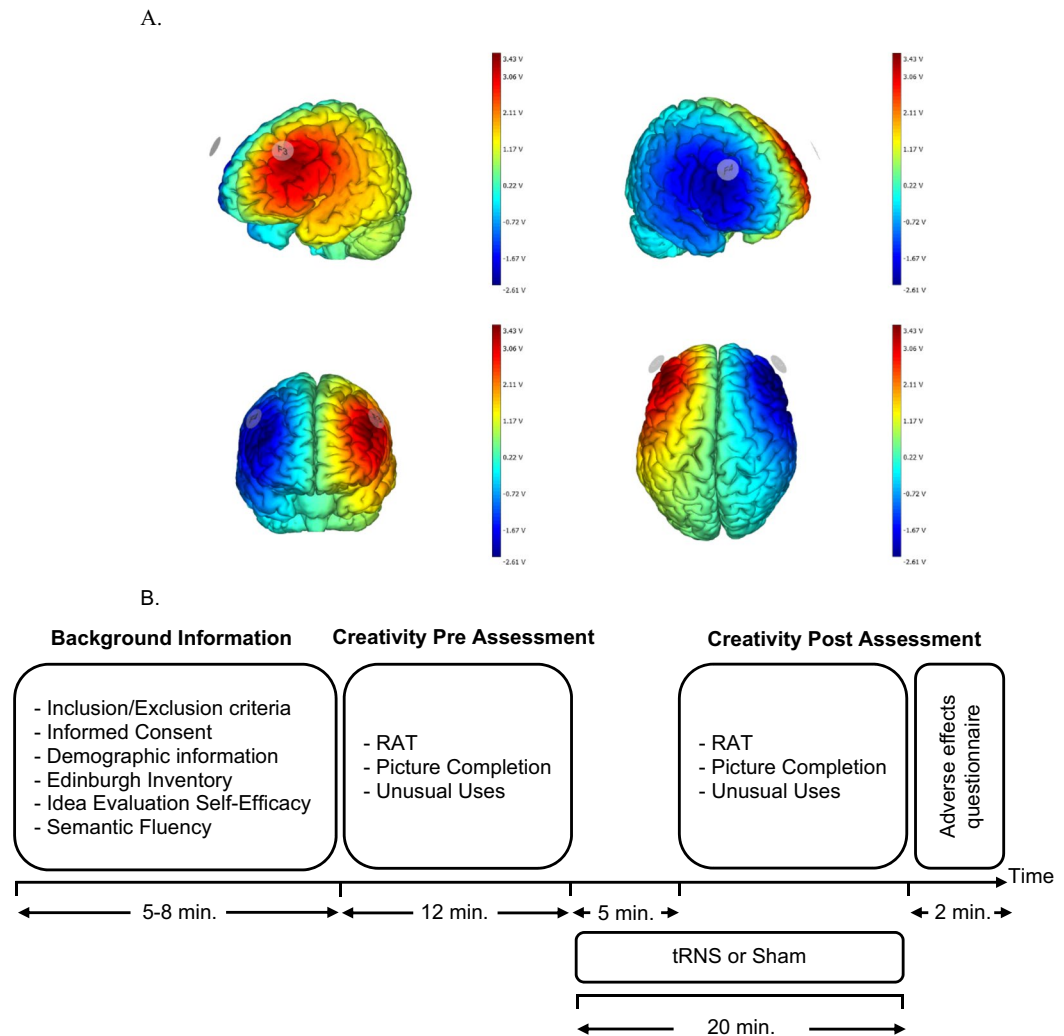 A.
3.43 V
3.06 V
2.11 V
1.17 V
0.22 V
-0.72 V
-1.67 V
-2.61 V
F3
3.43 V
3.06 V
2.11 V
1.17 V
0.22 V
-0.72 V
-1.67 V
-2.61 V
3.43 V
3.06 V
2.11 V
1.17 V
0.22 V
-0.72 V
-1.67 V
-2.61 V
3.43 V
3.06 V
2.11 V
1.17 V
0.22 V
-0.72 V
-1.67 V
-2.61 V
B.
Background Information
- Inclusion/Exclusion criteria
- Informed Consent
- Demographic information
- Edinburgh Inventory
- Idea Evaluation Self-Efficacy
- Semantic Fluency
Creativity Pre Assessment
- RAT
- Picture Completion
- Unusual Uses
Creativity Post Assessment
- RAT
- Picture Completion
- Unusual Uses
Adverse effects
questionnaire
Time
5-8 min.
12 min.
5 min.
2 min.
tRNS or Sham
20 min.